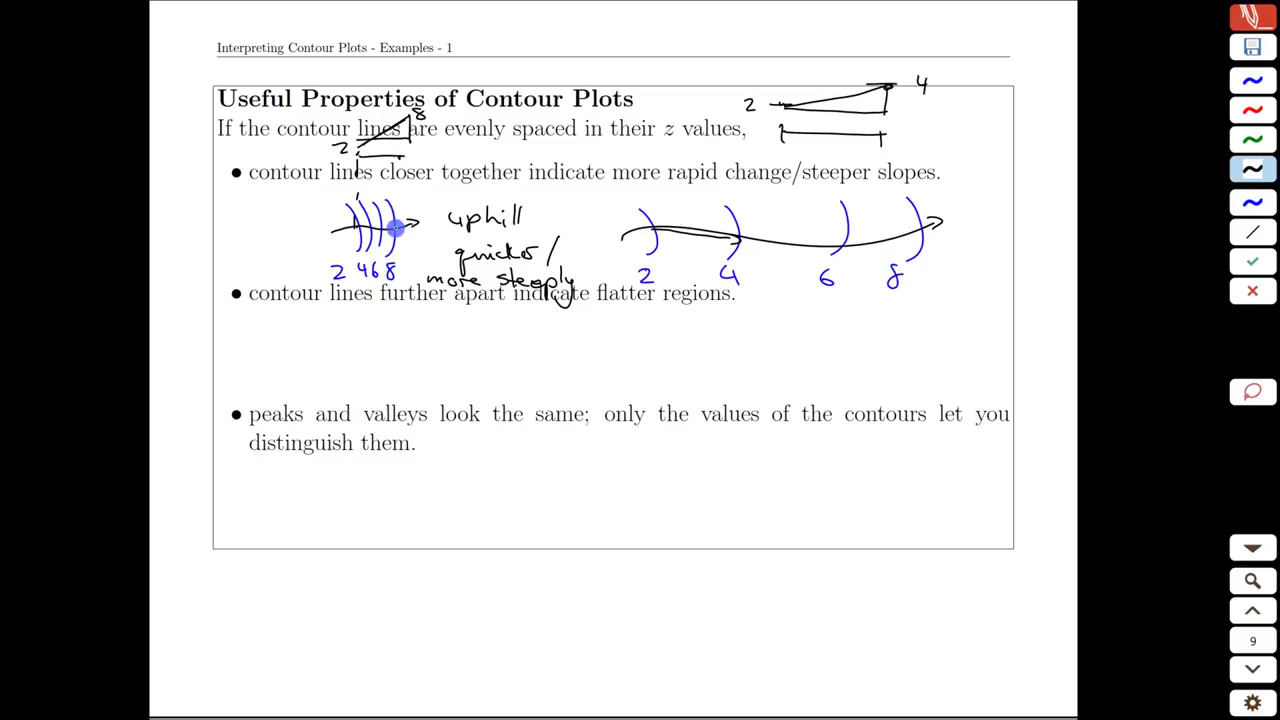 Interpreting Contour Plots - Examples - 1
Useful Properties of Contour Plots
2 4
8
If the contour lines are evenly spaced in their z values,
2
• contour lines closer together indicate more rapid change/steeper slopes.
uphill
quicker/
more steeply
2 4 6 8
2 4 6 8
• contour lines further apart indicate flatter regions.
• peaks and valleys look the same; only the values of the contours let you
distinguish them.
9